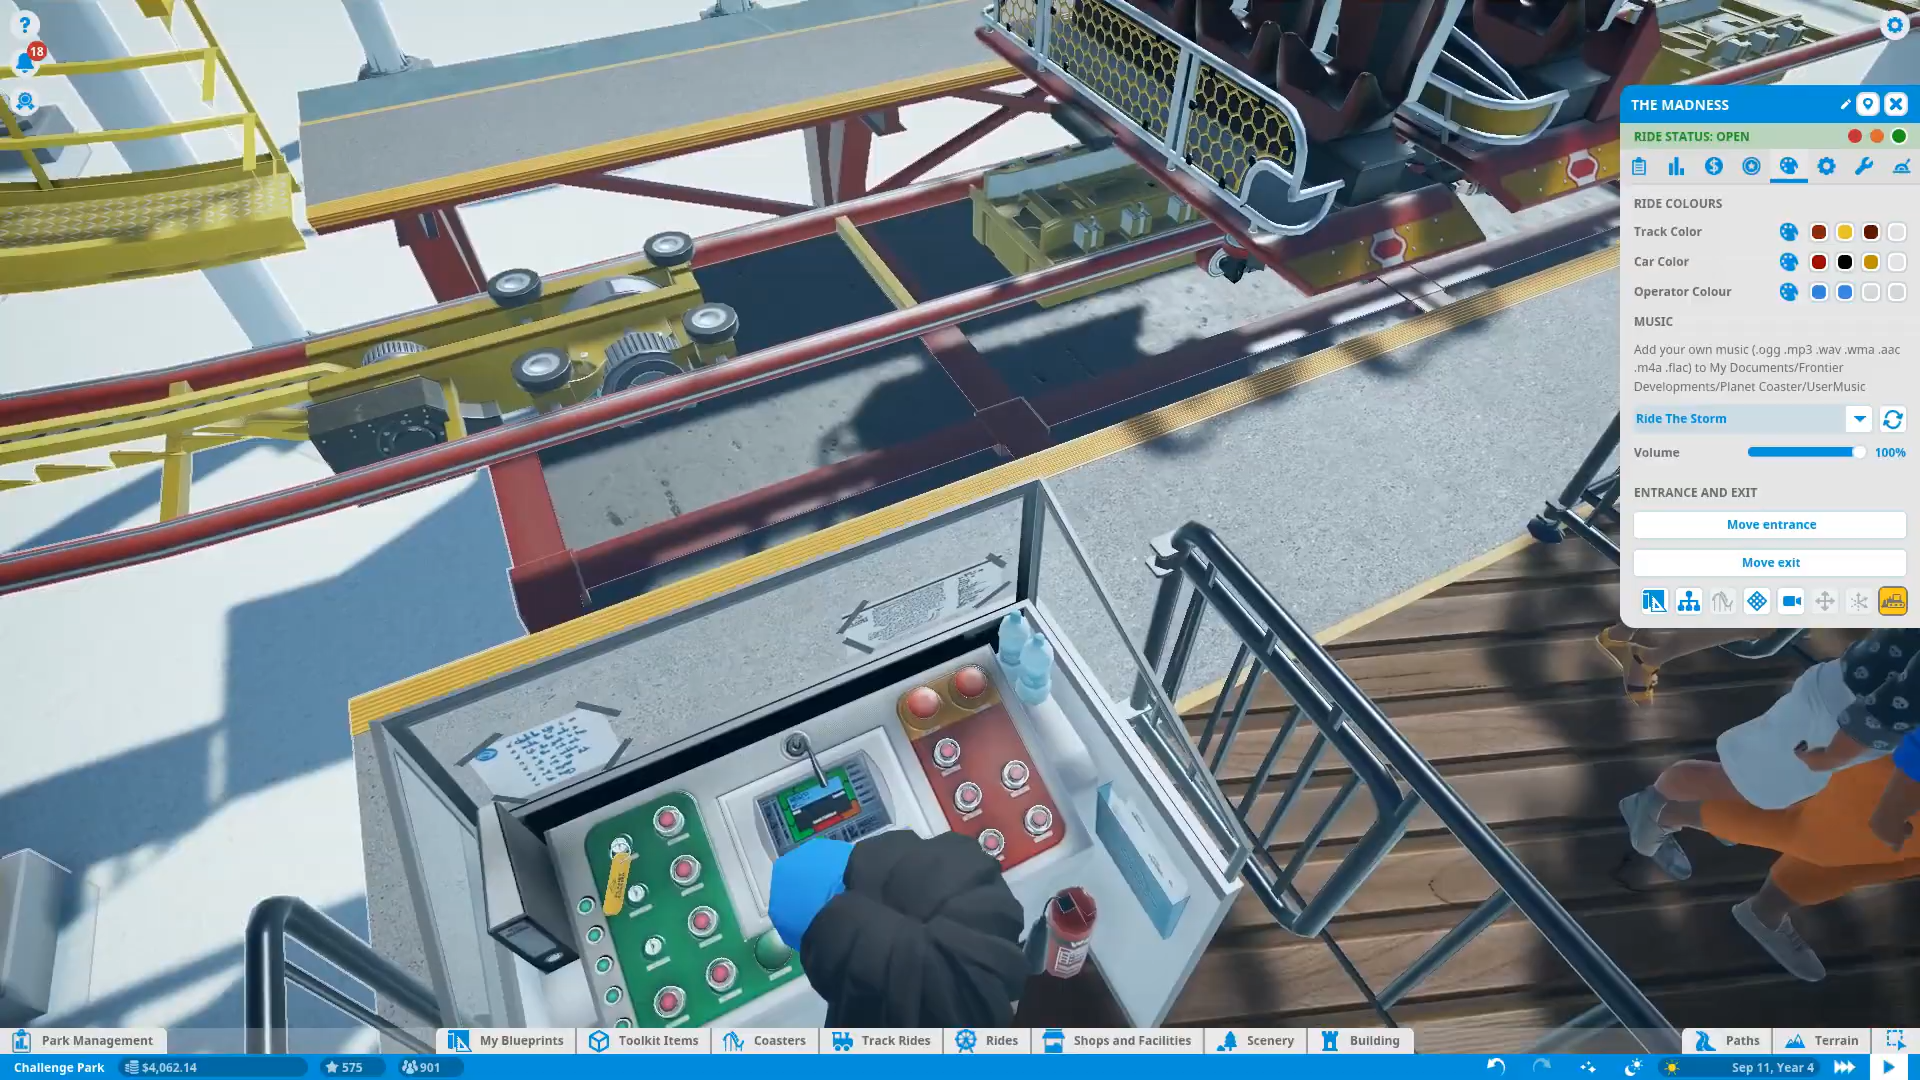 ?
18
THE MADNESS
RIDE STATUS: OPEN
RIDE COLOURS
Track Color
Car Color
Operator Colour
MUSIC
Add your own music (.ogg .mp3 .wav .wma .aac
.m4a .flac) to My Documents/Frontier
Developments/Planet Coaster/UserMusic
Ride The Storm
Volume 100%
ENTRANCE AND EXIT
Move entrance
Move exit
Park Management
My Blueprints
Toolkit Items
Coasters
Track Rides
Rides
Shops and Facilities
Scenery
Building
Paths
Terrain
Challenge Park
$4,062.14
575
901
Sep 11, Year 4